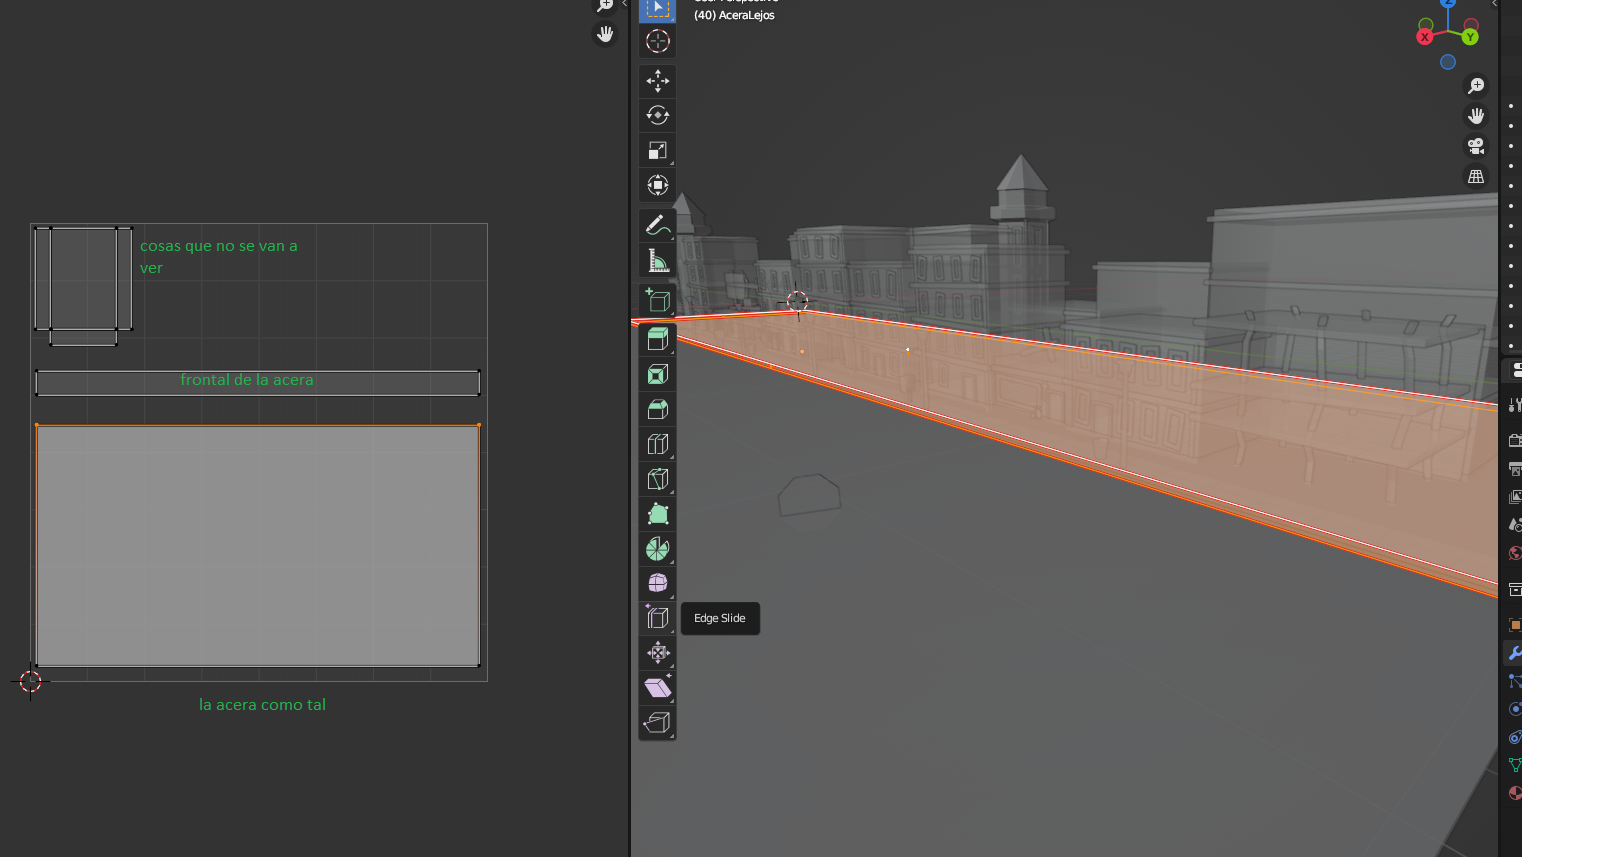 (40) AceraLejos
Z
X
Y
cosas que no se van a
ver
frontal de la acera
Edge Slide
la acera como tal